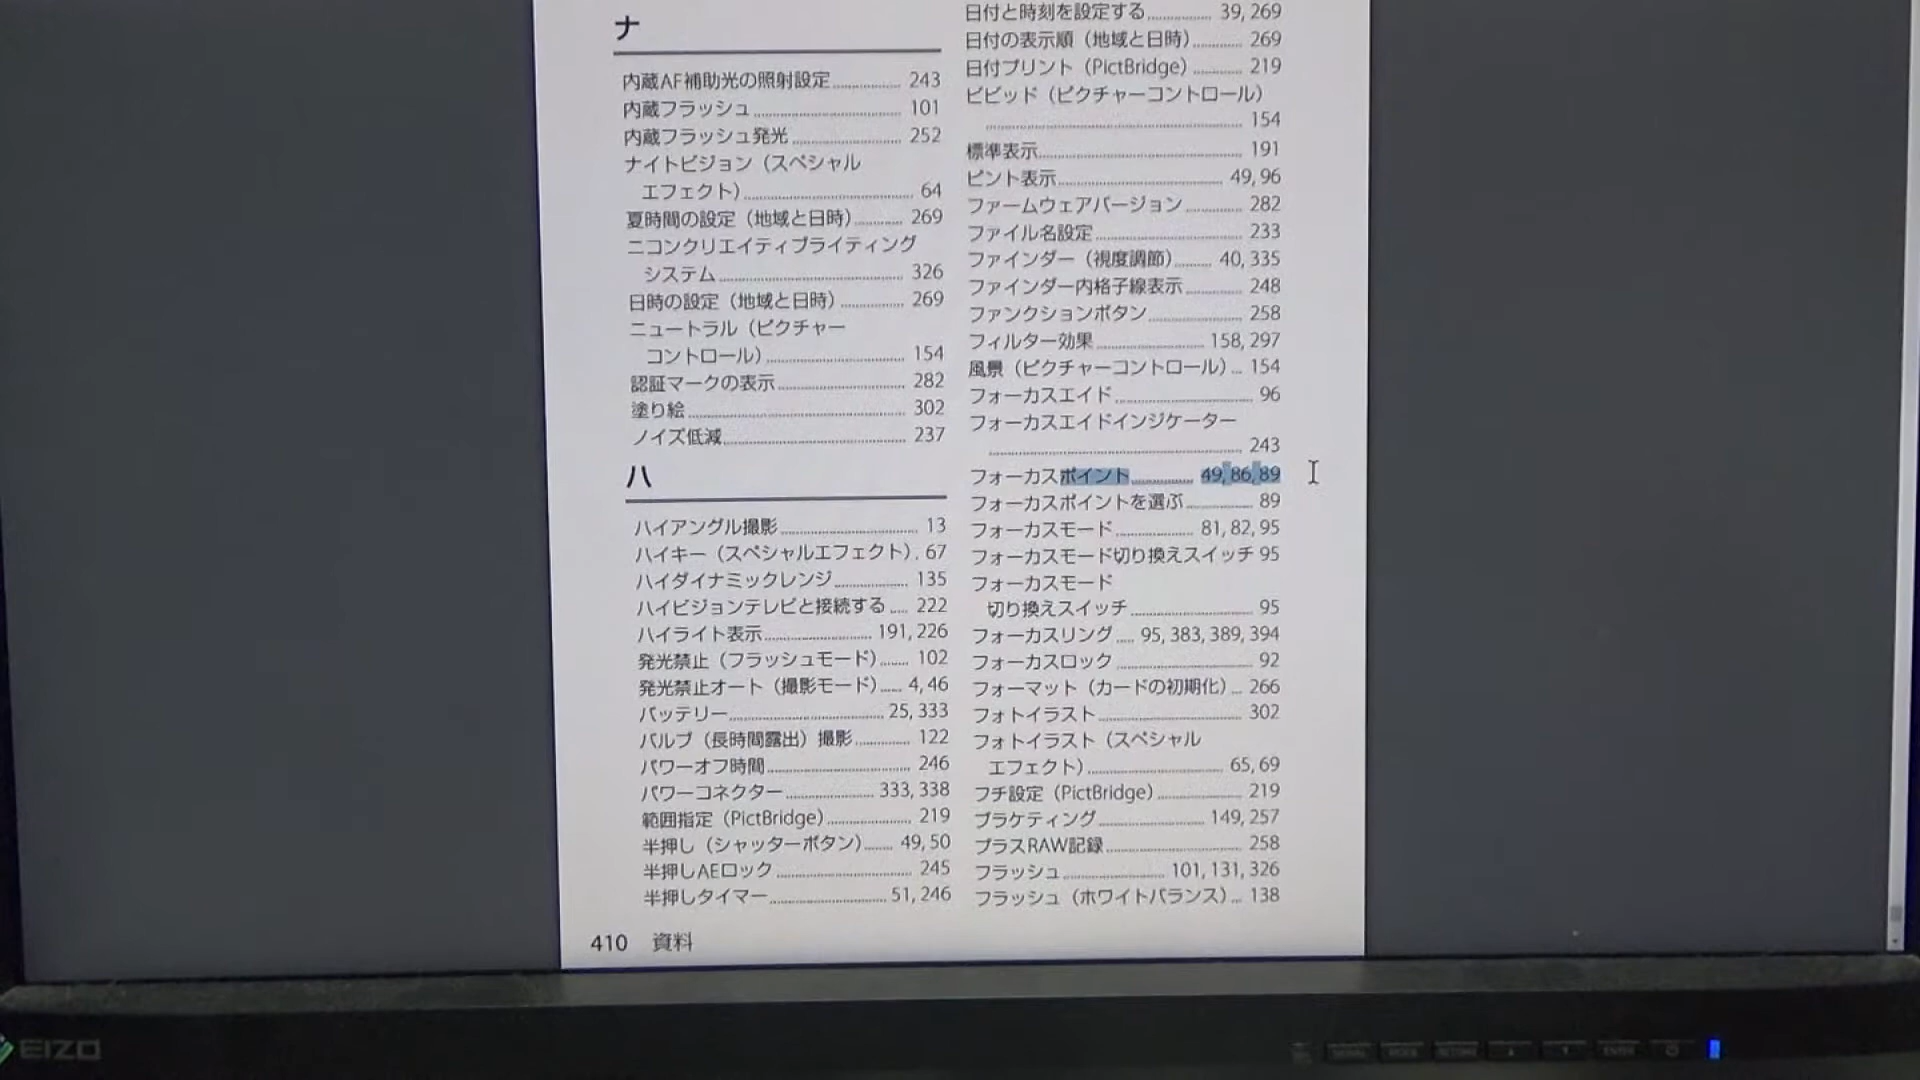 ナ
内蔵AF補助光の照射設定 243
内蔵フラッシュ 101
内蔵フラッシュ発光 252
ナイトビジョン（スペシャル
エフェクト） 64
夏時間の設定（地域と日時） 269
ニコンクリエイティブライティング
システム 326
日時の設定（地域と日時） 269
ニュートラル（ピクチャー
コントロール） 154
認証マークの表示 282
塗り絵 302
ノイズ低減 237
ハ
ハイアングル撮影 13
ハイキー（スペシャルエフェクト）. 67
ハイダイナミックレンジ 135
ハイビジョンテレビと接続する 222
ハイライト表示 191, 226
発光禁止（フラッシュモード） 102
発光禁止オート（撮影モード） 4, 46
バッテリー 25, 333
バルブ（長時間露出）撮影 122
パワーオフ時間 246
パワーコネクター 333, 338
範囲指定（PictBridge） 219
半押し（シャッターボタン） 49, 50
半押しAEロック 245
半押しタイマー 51, 246
日付と時刻を設定する 39, 269
日付の表示順（地域と日時） 269
日付プリント（PictBridge） 219
ビビッド（ピクチャーコントロール）
154
標準表示 191
ピント表示 49, 96
ファームウェアバージョン 282
ファイル名設定 233
ファインダー（視度調節） 40, 335
ファインダー内格子線表示 248
ファンクションボタン 258
フィルター効果 158, 297
風景（ピクチャーコントロール） 154
フォーカスエイド 96
フォーカスエイドインジケーター
243
フォーカスポイント 49, 86, 89
フォーカスポイントを選ぶ 89
フォーカスモード 81, 82, 95
フォーカスモード切り換えスイッチ 95
フォーカスモード
切り換えスイッチ 95
フォーカスリング 95, 383, 389, 394
フォーカスロック 92
フォーマット（カードの初期化） 266
フォトイラスト 302
フォトイラスト（スペシャル
エフェクト） 65, 69
フチ設定（PictBridge） 219
ブラケティング 149, 257
プラスRAW記録 258
フラッシュ 101, 131, 326
フラッシュ（ホワイトバランス） 138
410 資料
EIZO